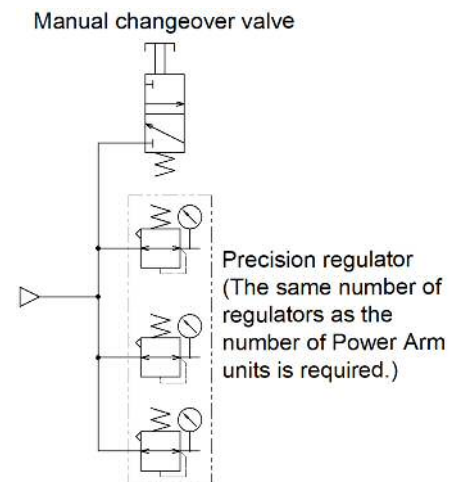 Manual changeover valve
Precision regulator
(The same number of
regulators as the
number of Power Arm
units is required.)